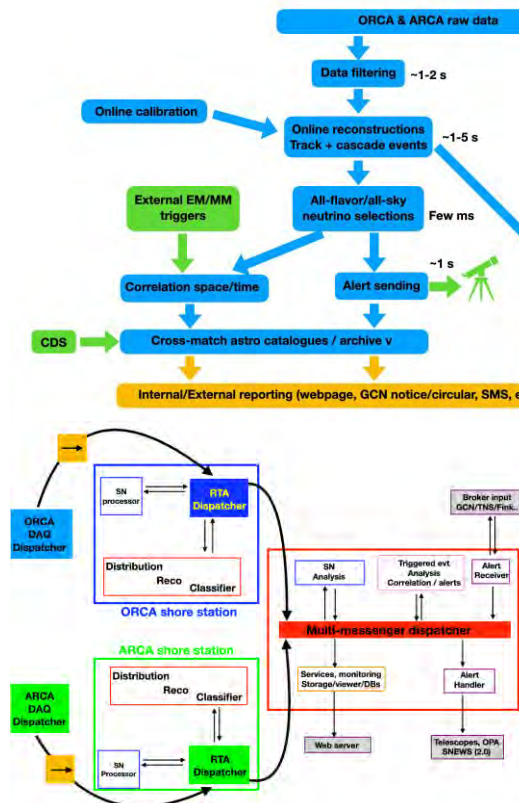 ORCA & ARCA raw data
Data filtering
~1-2 s
Online calibration
Online reconstructions
Track + cascade events
~1-5 s
External EM/MM
triggers
All-flavor/all-sky
neutrino selections
Few ms
~1 s
Correlation space/time
Alert sending
CDS
Cross-match astro catalogues / archive ν
Internal/External reporting (webpage, GCN notice/circular, SMS, e
ORCA
DAQ
Dispatcher
SN
processor
RTA
Dispatcher
Distribution
Reco
Classifier
ORCA shore station
Broker input
GCN/TNS/Fink..
SN
Analysis
Triggered evt.
Analysis
Correlation / alerts
Alert
Receiver
Multi-messenger dispatcher
ARCA shore station
Distribution
Reco
Classifier
ARCA
DAQ
Dispatcher
SN
Processor
RTA
Dispatcher
Services, monitoring
Storage/viewer/DBs
Alert
Handler
Web server
Telescopes, OPA
SNEWS (2.0)